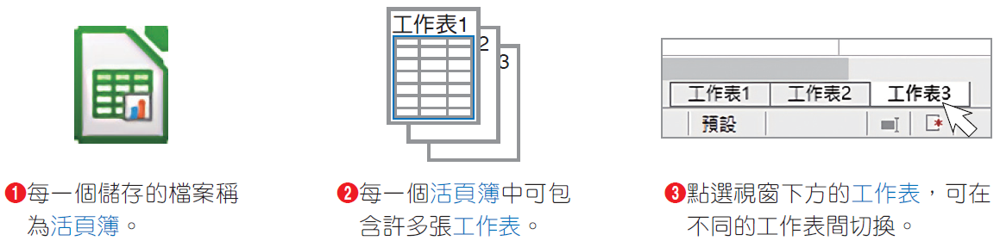 工作表1
2
3
工作表1
工作表2
工作表3
預設
❶每一個儲存的檔案稱
為活頁簿。
❷每一個活頁簿中可包
含許多張工作表。
❸點選視窗下方的工作表，可在
不同的工作表間切換。